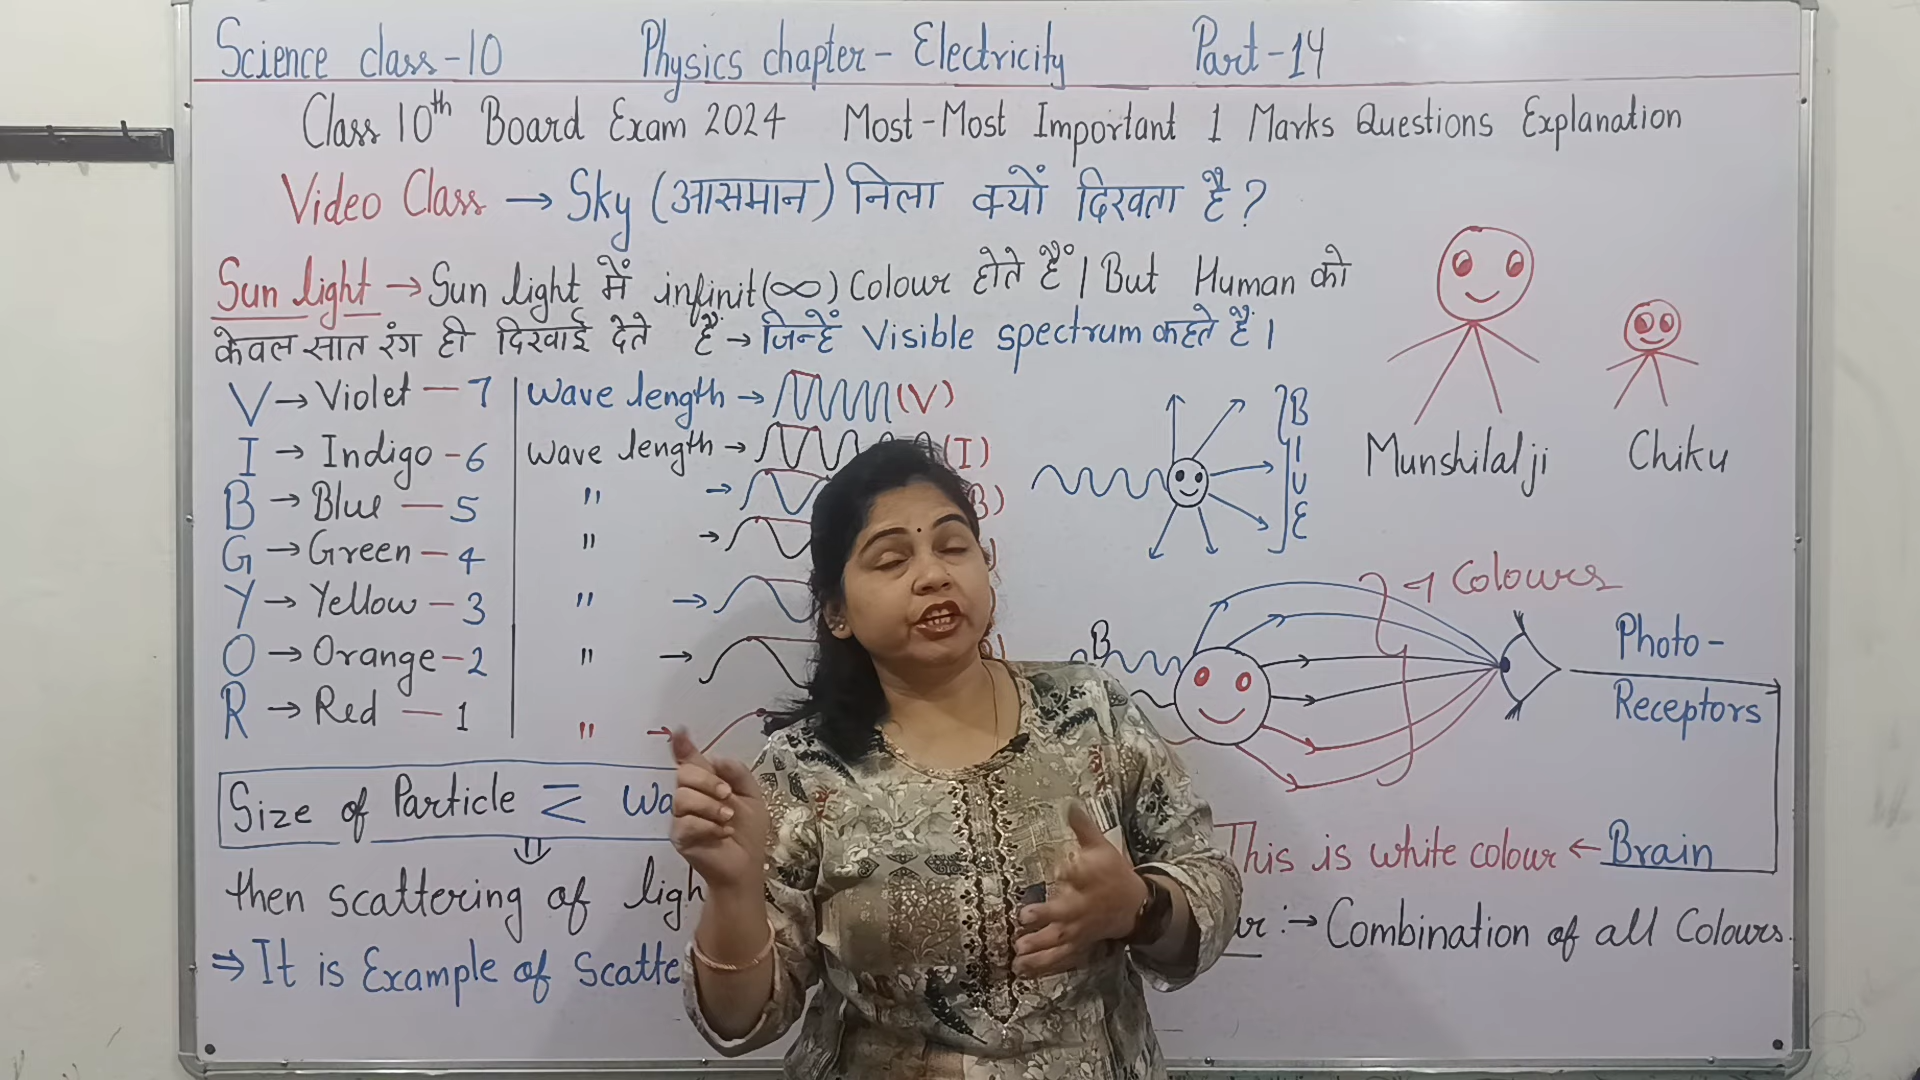 Science class-10 Physics chapter- Electricity Part-14
Class 10th Board Exam 2024 Most-Most Important 1 Marks Questions Explanation
Video Class → Sky (आसमान) निला क्यों दिखता है?
Sun light → Sun light में infinit(∞) Colour होते हैं। But Human को
केवल सात रंग ही दिखाई देते हैं → जिन्हें Visible spectrum कहते हैं।
V → Violet — 7 Wave length → (V)
I → Indigo - 6 Wave length → (I)
B → Blue — 5 " → B)
G → Green — 4 " →
Y → Yellow — 3 " →
O → Orange - 2 " →
R → Red — 1 " →
Size of Particle
then scattering of
⇒ It is Example of
BlUE
Munshilal ji
Chiku
7 Colours
B
Photo-
Receptors
This is white colour ← Brain
:→ Combination of all Colours.